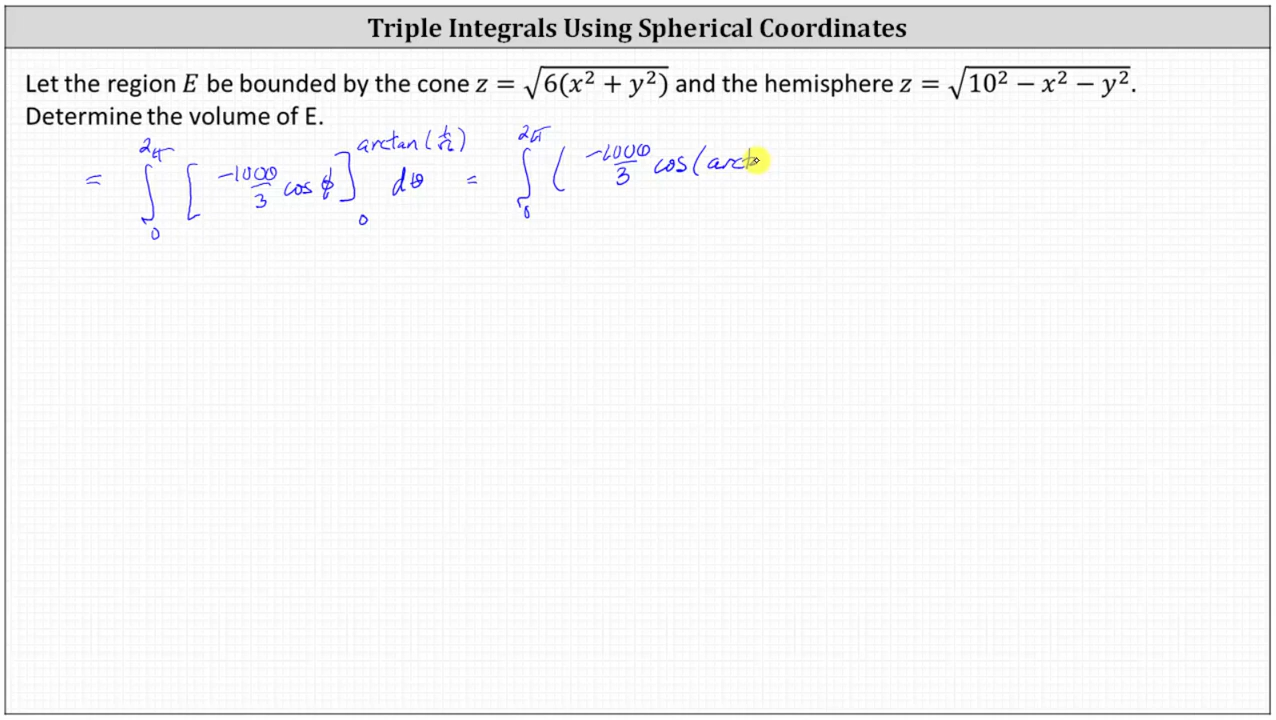 Triple Integrals Using Spherical Coordinates
Let the region E be bounded by the cone z = √(6(x² + y²)) and the hemisphere z = √(10² − x² − y²).
Determine the volume of E.
= ∫₀^{2π} [ −1000/3 cos ϕ ]₀^{arctan(1/√6)} dθ = ∫₀^{2π} ( −1000/3 cos(arct